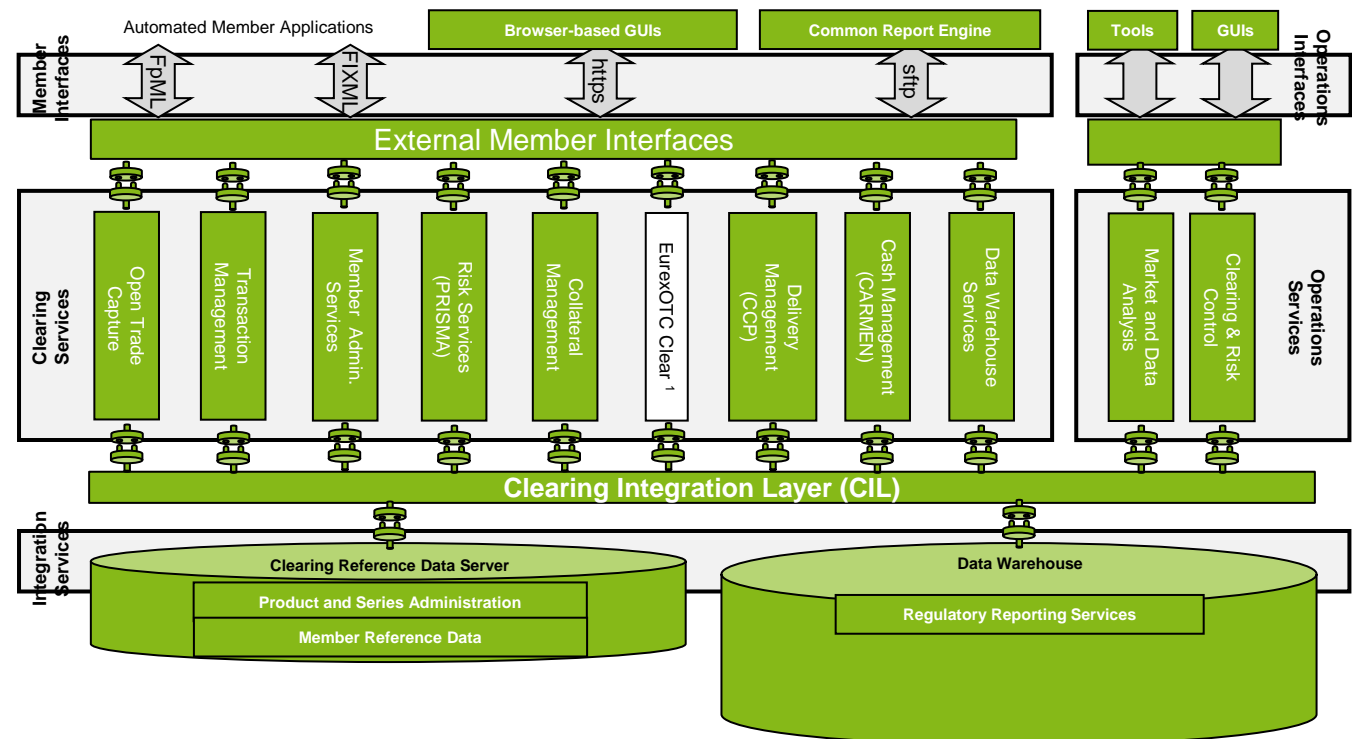 Automated Member Applications
Browser-based GUIs
Common Report Engine
Tools
GUIs
Member
Interfaces
FpML
FIXML
https
sftp
Operations
Interfaces
External Member Interfaces
Clearing
Services
Open Trade
Capture
Transaction
Management
Member Admin.
Services
Risk Services
(PRISMA)
Collateral
Management
EurexOTC Clear ¹
Delivery
Management
(CCP)
Cash Management
(CARMEN)
Data Warehouse
Services
Market and Data
Analysis
Clearing & Risk
Control
Operations
Services
Clearing Integration Layer (CIL)
Integration
Services
Clearing Reference Data Server
Product and Series Administration
Member Reference Data
Data Warehouse
Regulatory Reporting Services